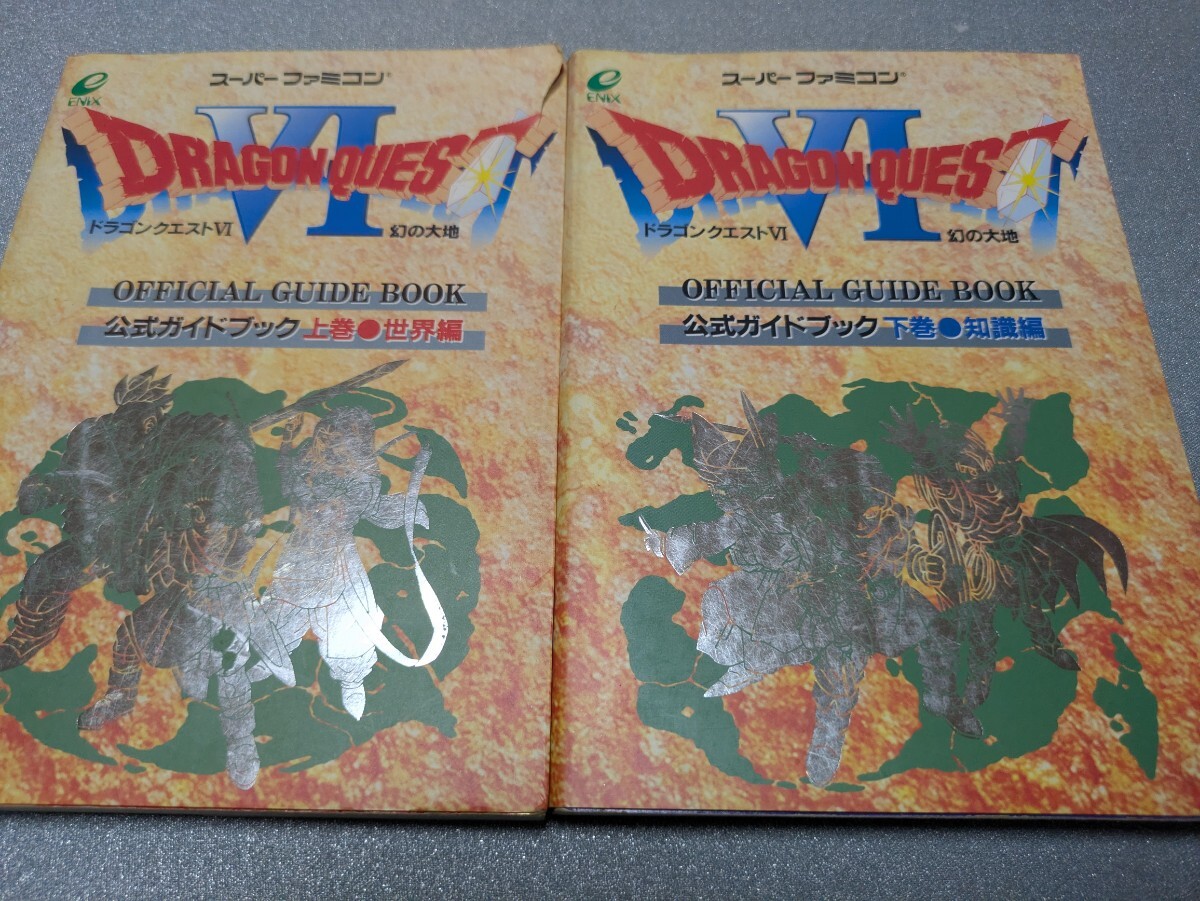 e
ENIX
スーパーファミコン®
VI
DRAGON QUEST
ドラゴンクエストVI
幻の大地
OFFICIAL GUIDE BOOK
公式ガイドブック 上巻●世界編
e
ENIX
スーパーファミコン®
VI
DRAGON QUEST
ドラゴンクエストVI
幻の大地
OFFICIAL GUIDE BOOK
公式ガイドブック 下巻●知識編